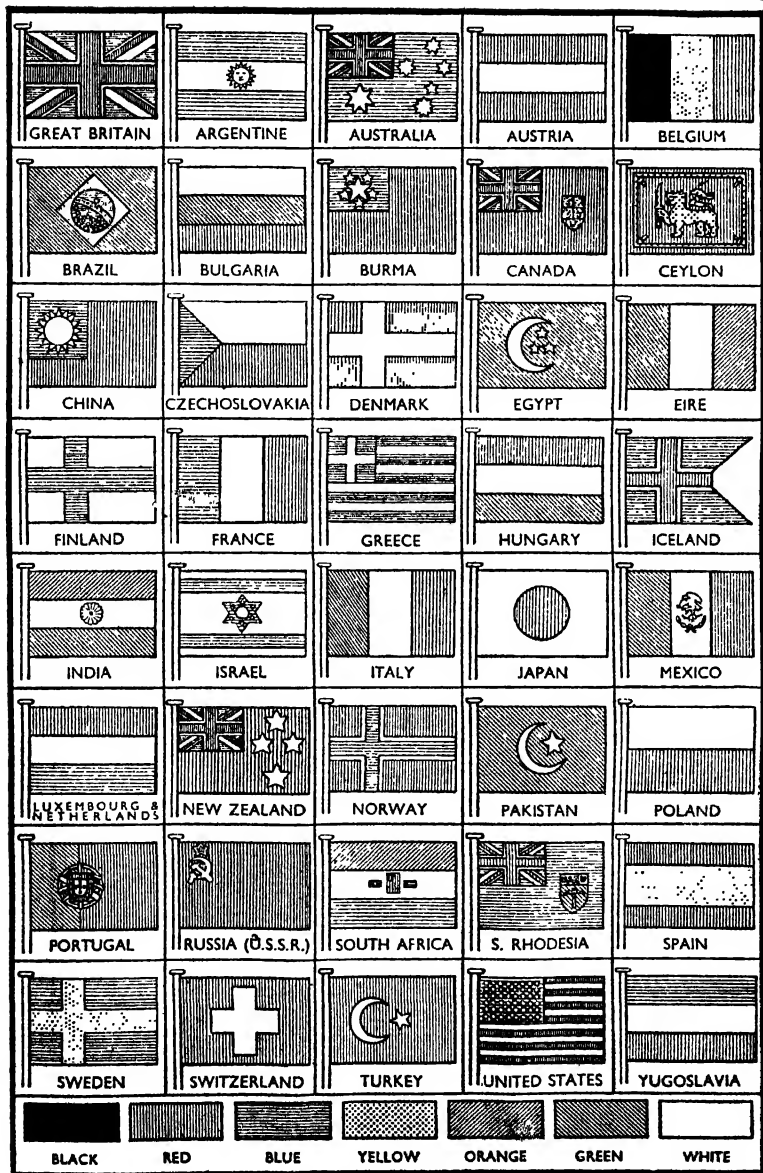 GREAT BRITAIN ARGENTINE AUSTRALIA AUSTRIA BELGIUM
BRAZIL BULGARIA BURMA CANADA CEYLON
CHINA CZECHOSLOVAKIA DENMARK EGYPT EIRE
FINLAND FRANCE GREECE HUNGARY ICELAND
INDIA ISRAEL ITALY JAPAN MEXICO
LUXEMBOURG &
NETHERLANDS NEW ZEALAND NORWAY PAKISTAN POLAND
PORTUGAL RUSSIA (U.S.S.R.) SOUTH AFRICA S. RHODESIA SPAIN
SWEDEN SWITZERLAND TURKEY UNITED STATES YUGOSLAVIA
BLACK RED BLUE YELLOW ORANGE GREEN WHITE